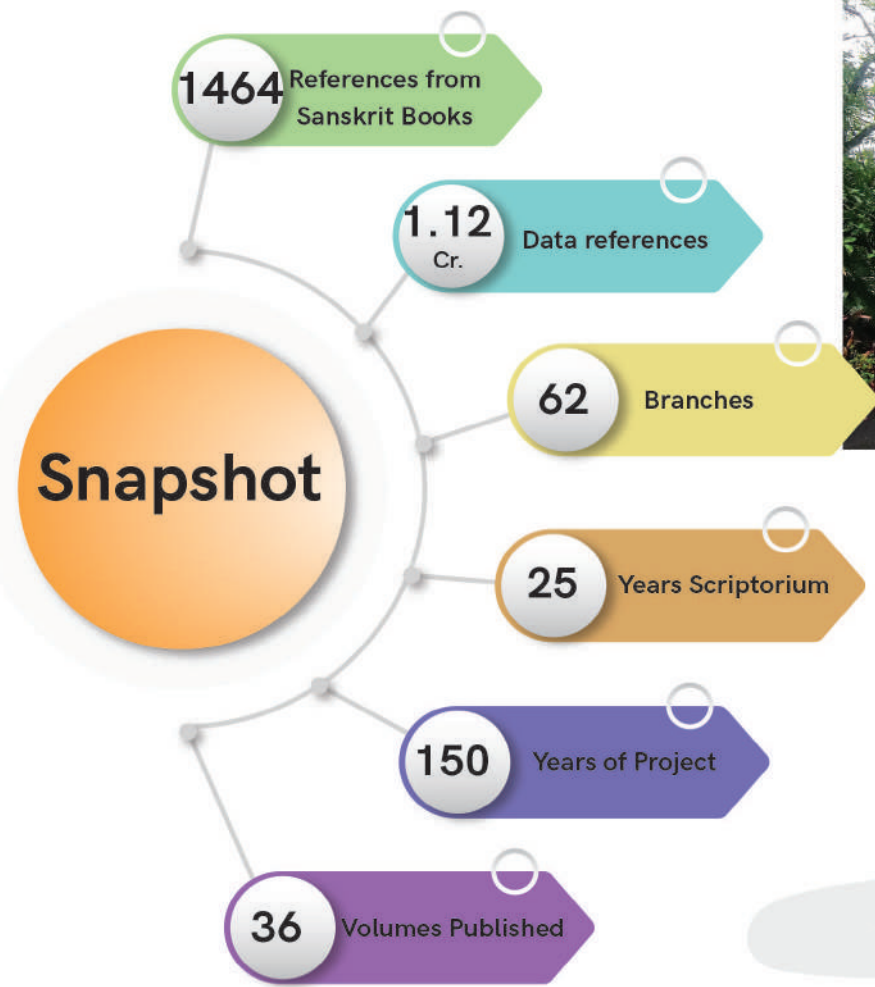 1464
References from
Sanskrit Books
1.12
Cr.
Data references
62
Branches
Snapshot
25
Years Scriptorium
150
Years of Project
36
Volumes Published